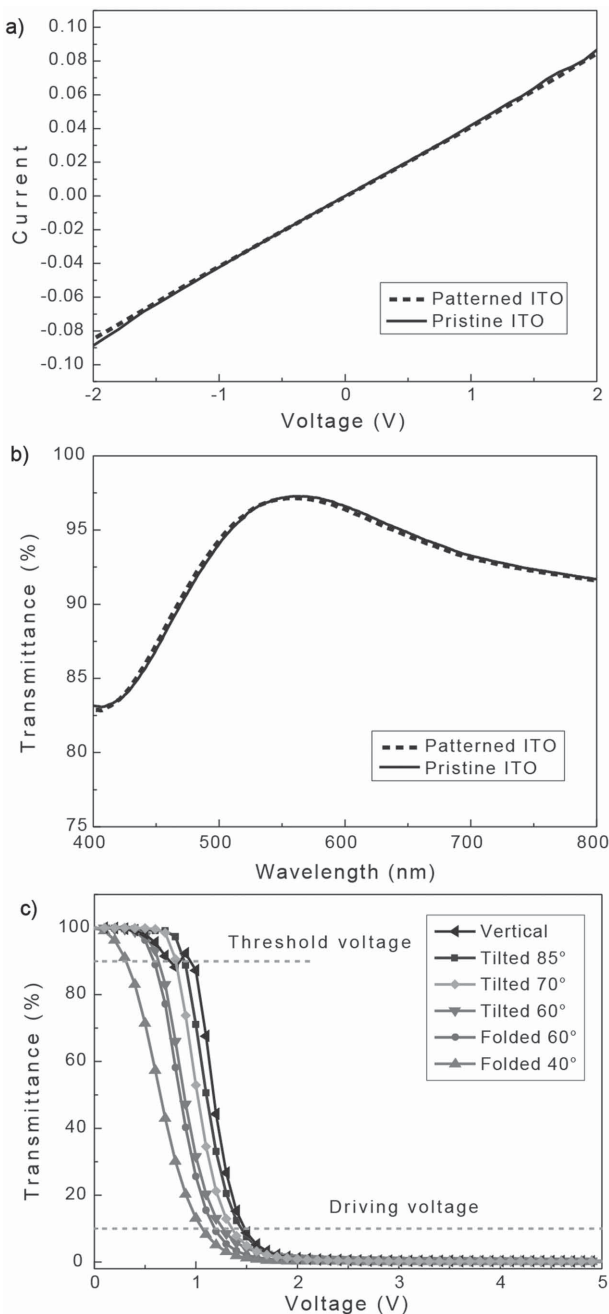 a)
0.10
0.08
0.06
0.04
0.02
0.00
-0.02
-0.04
-0.06
-0.08
-0.10
Current
Patterned ITO
Pristine ITO
-2 -1 0 1 2
Voltage (V)
b)
100
95
90
85
80
75
Transmittance (%)
Patterned ITO
Pristine ITO
400 500 600 700 800
Wavelength (nm)
c)
100
80
60
40
20
0
Transmittance (%)
Threshold voltage
Vertical
Tilted 85°
Tilted 70°
Tilted 60°
Folded 60°
Folded 40°
Driving voltage
0 1 2 3 4 5
Voltage (V)